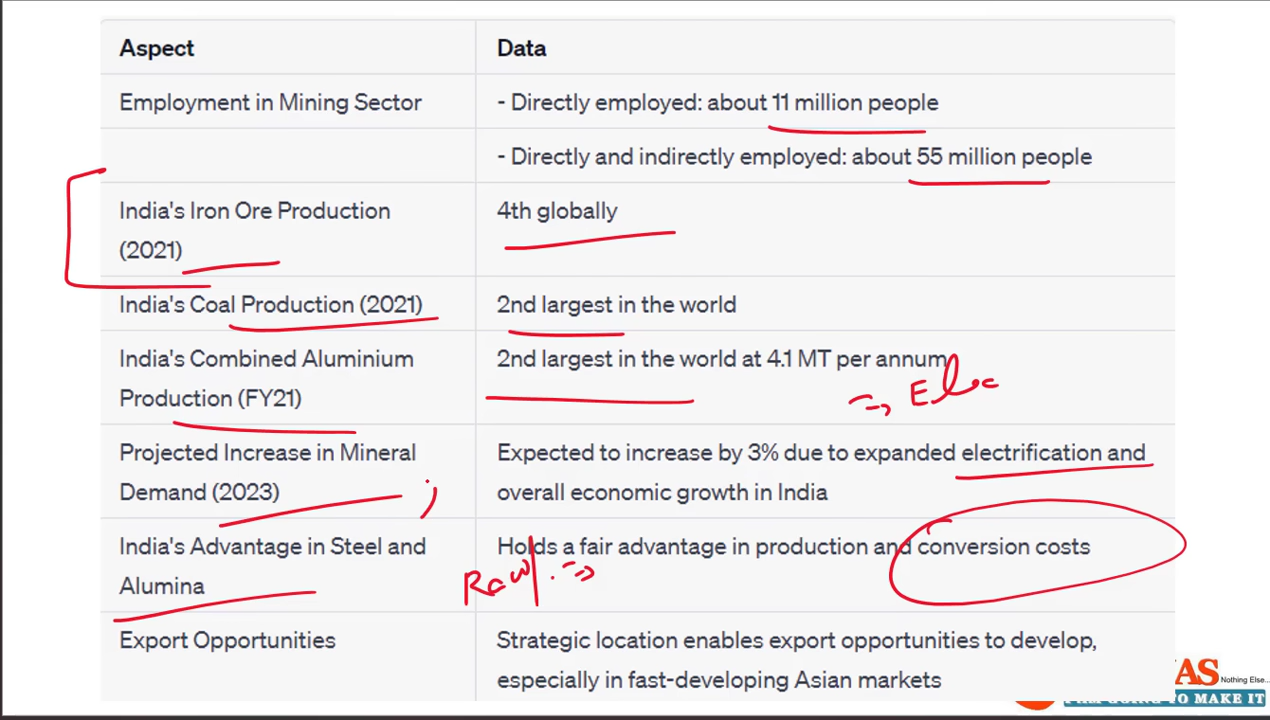 Aspect Data
Employment in Mining Sector - Directly employed: about 11 million people
- Directly and indirectly employed: about 55 million people
India's Iron Ore Production 4th globally
(2021)
India's Coal Production (2021) 2nd largest in the world
India's Combined Aluminium 2nd largest in the world at 4.1 MT per annum
Production (FY21) => Elec
Projected Increase in Mineral Expected to increase by 3% due to expanded electrification and
Demand (2023) overall economic growth in India
India's Advantage in Steel and Holds a fair advantage in production and conversion costs
Alumina Raw. =>
Export Opportunities Strategic location enables export opportunities to develop,
especially in fast-developing Asian markets
AS
Nothing Else...
TO MAKE IT